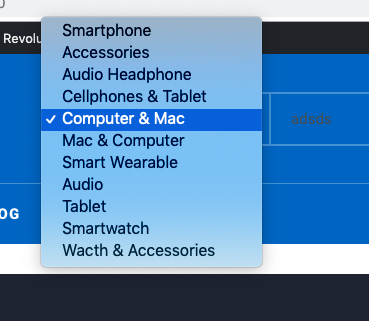 Revolu
Smartphone
Accessories
Audio Headphone
Cellphones & Tablet
✓ Computer & Mac
adsds
Mac & Computer
Smart Wearable
Audio
Tablet
OG
Smartwatch
Wacth & Accessories